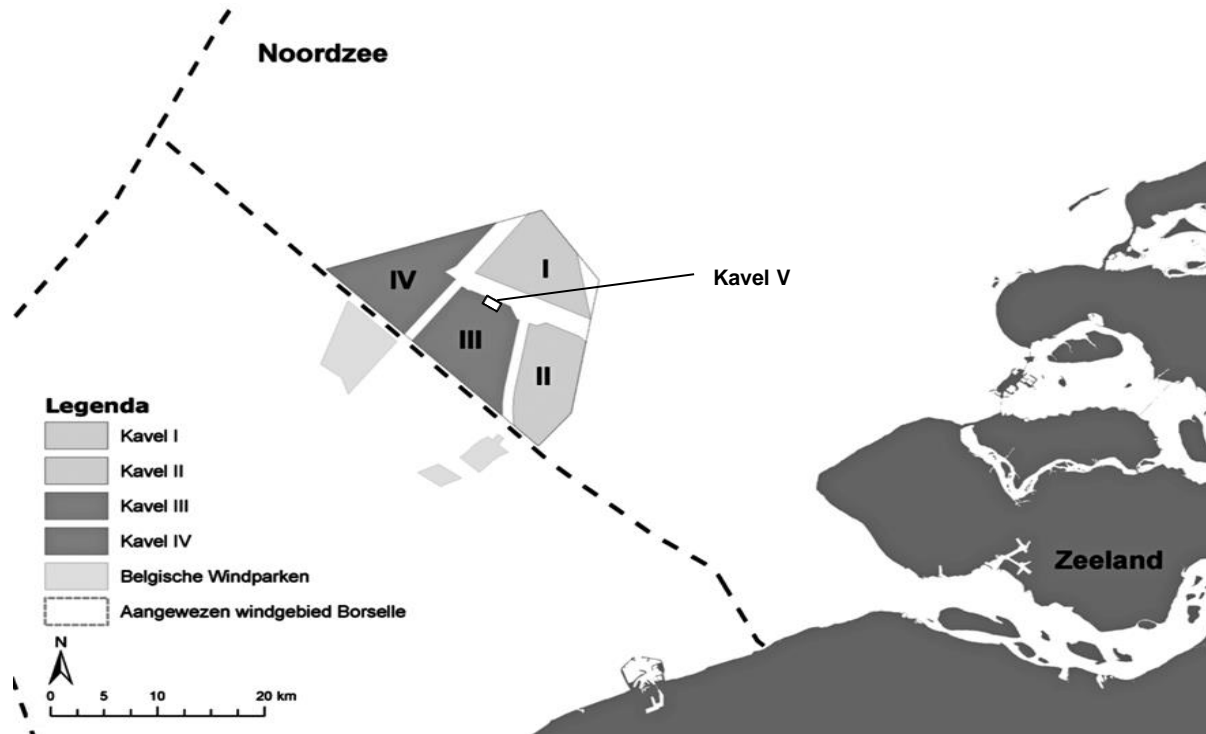 Noordzee
I
Kavel V
IV
III
II
Legenda
Kavel I
Kavel II
Kavel III
Kavel IV
Belgische Windparken
Aangewezen windgebied Borselle
Zeeland
N
0 5 10 20 km